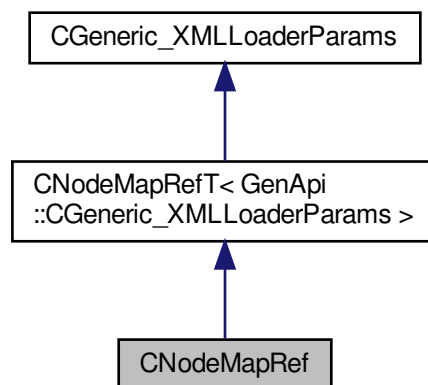 CGeneric_XMLLoaderParams
CNodeMapRefT< GenApi
::CGeneric_XMLLoaderParams >
CNodeMapRef